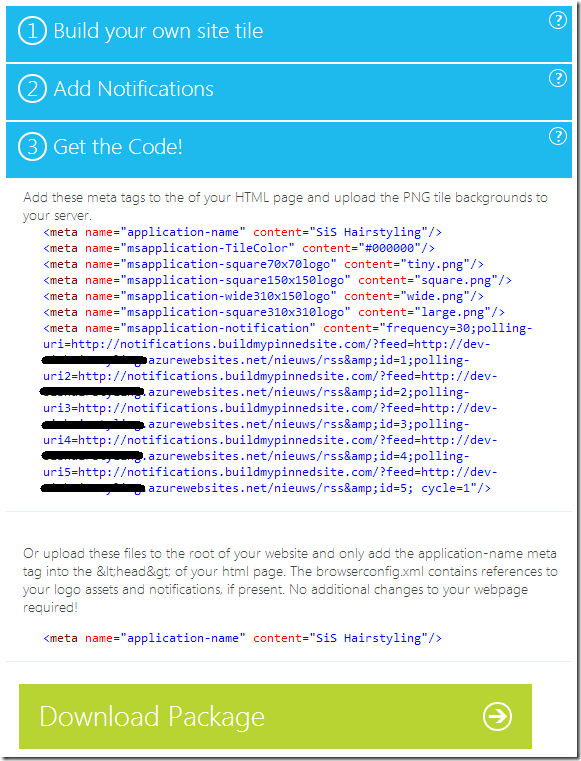 1 Build your own site tile ?
2 Add Notifications ?
3 Get the Code! ?
Add these meta tags to the of your HTML page and upload the PNG tile backgrounds to
your server.
<meta name="application-name" content="SiS Hairstyling"/>
<meta name="msapplication-TileColor" content="#000000"/>
<meta name="msapplication-square70x70logo" content="tiny.png"/>
<meta name="msapplication-square150x150logo" content="square.png"/>
<meta name="msapplication-wide310x150logo" content="wide.png"/>
<meta name="msapplication-square310x310logo" content="large.png"/>
<meta name="msapplication-notification" content="frequency=30;polling-
uri=http://notifications.buildmypinnedsite.com/?feed=http://dev-
.azurewebsites.net/nieuws/rss&amp;id=1;polling-
uri2=http://notifications.buildmypinnedsite.com/?feed=http://dev-
.azurewebsites.net/nieuws/rss&amp;id=2;polling-
uri3=http://notifications.buildmypinnedsite.com/?feed=http://dev-
.azurewebsites.net/nieuws/rss&amp;id=3;polling-
uri4=http://notifications.buildmypinnedsite.com/?feed=http://dev-
.azurewebsites.net/nieuws/rss&amp;id=4;polling-
uri5=http://notifications.buildmypinnedsite.com/?feed=http://dev-
.azurewebsites.net/nieuws/rss&amp;id=5; cycle=1"/>
Or upload these files to the root of your website and only add the application-name meta
tag into the &lt;head&gt; of your html page. The browserconfig.xml contains references to
your logo assets and notifications, if present. No additional changes to your webpage
required!
<meta name="application-name" content="SiS Hairstyling"/>
Download Package